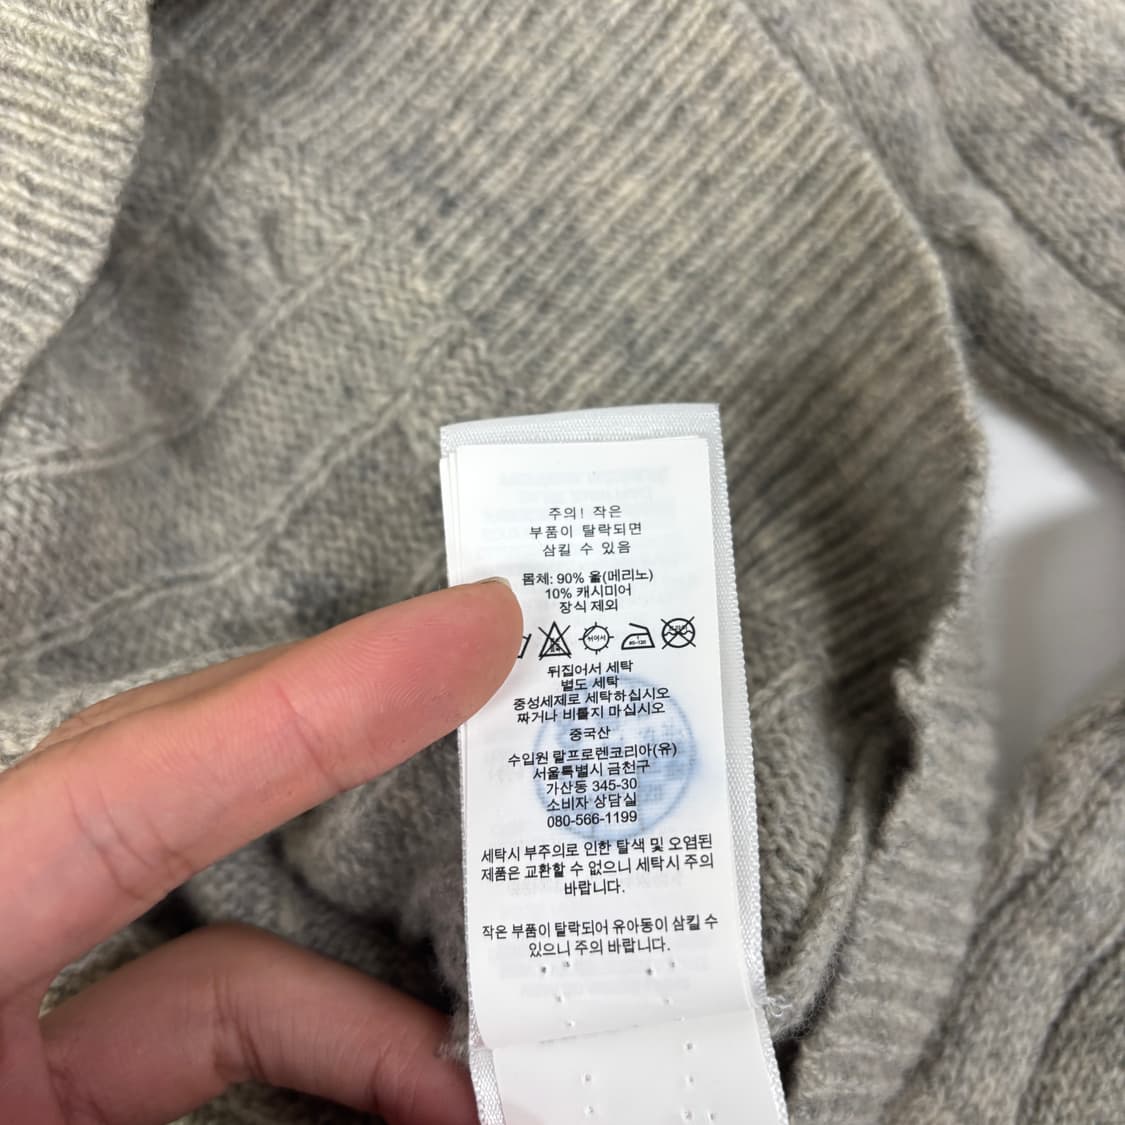 주의! 작은
부품이 탈락되면
삼킬 수 있음
몸체: 90% 울(메리노)
10% 캐시미어
장식 제외
뉘어서
80~120
드라이
뒤집어서 세탁
별도 세탁
중성세제로 세탁하십시오
짜거나 비틀지 마십시오
중국산
수입원 랄프로렌코리아(유)
서울특별시 금천구
가산동 345-30
소비자 상담실
080-566-1199
세탁시 부주의로 인한 탈색 및 오염된
제품은 교환할 수 없으니 세탁시 주의
바랍니다.
작은 부품이 탈락되어 유아동이 삼킬 수
있으니 주의 바랍니다.